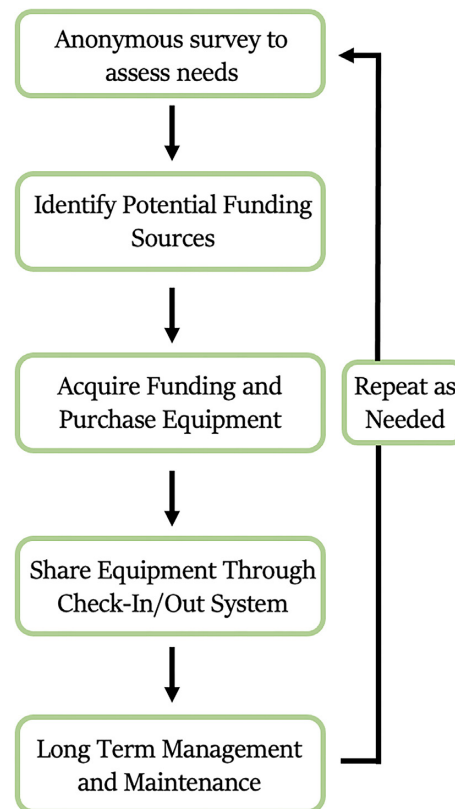 Anonymous survey to
assess needs
Identify Potential Funding
Sources
Acquire Funding and
Purchase Equipment
Repeat as
Needed
Share Equipment Through
Check-In/Out System
Long Term Management
and Maintenance